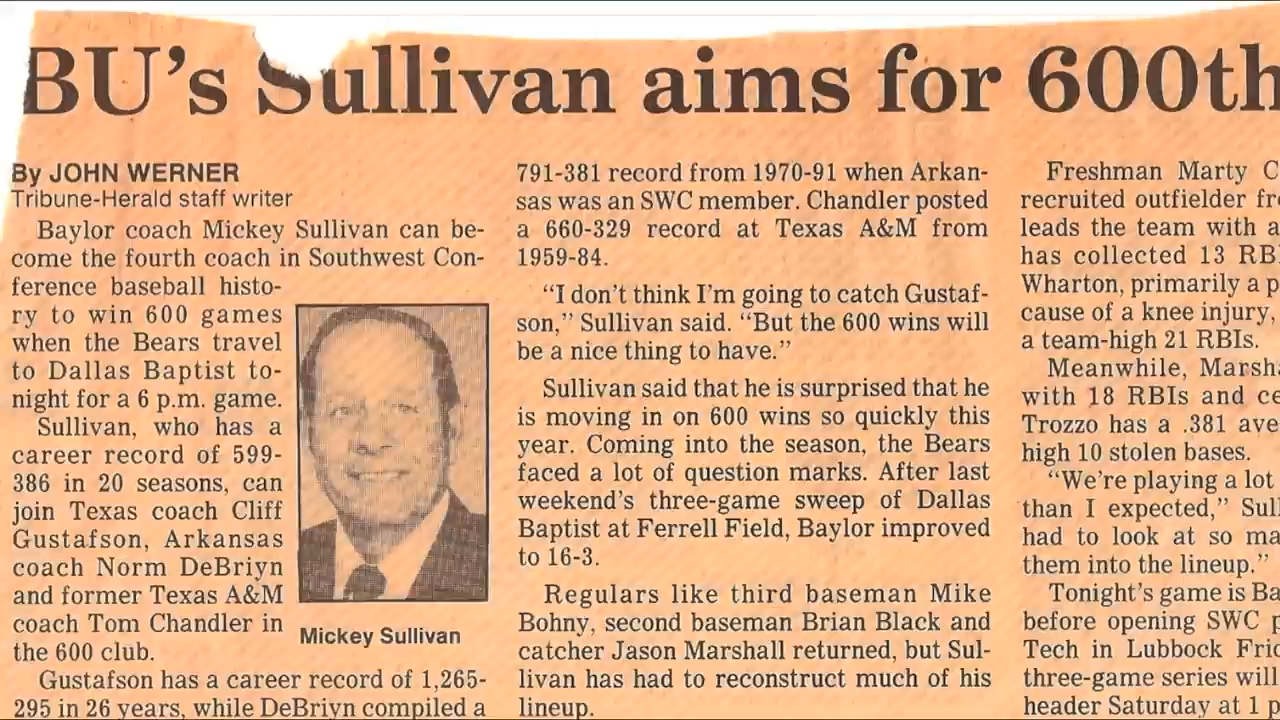 BU's Sullivan aims for 600th
By JOHN WERNER
Tribune-Herald staff writer
Baylor coach Mickey Sullivan can be-
come the fourth coach in Southwest Con-
ference baseball histo-
ry to win 600 games
when the Bears travel
to Dallas Baptist to-
night for a 6 p.m. game.
Sullivan, who has a
career record of 599-
386 in 20 seasons, can
join Texas coach Cliff
Gustafson, Arkansas
coach Norm DeBriyn
and former Texas A&M
coach Tom Chandler in
the 600 club.
Gustafson has a career record of 1,265-
295 in 26 years, while DeBriyn compiled a
Mickey Sullivan
791-381 record from 1970-91 when Arkan-
sas was an SWC member. Chandler posted
a 660-329 record at Texas A&M from
1959-84.
"I don't think I'm going to catch Gustaf-
son," Sullivan said. "But the 600 wins will
be a nice thing to have."
Sullivan said that he is surprised that he
is moving in on 600 wins so quickly this
year. Coming into the season, the Bears
faced a lot of question marks. After last
weekend's three-game sweep of Dallas
Baptist at Ferrell Field, Baylor improved
to 16-3.
Regulars like third baseman Mike
Bohny, second baseman Brian Black and
catcher Jason Marshall returned, but Sul-
livan has had to reconstruct much of his
lineup.
Freshman Marty C
recruited outfielder fr
leads the team with a
has collected 13 RB
Wharton, primarily a p
cause of a knee injury,
a team-high 21 RBIs.
Meanwhile, Marsha
with 18 RBIs and ce
Trozzo has a .381 ave
high 10 stolen bases.
"We're playing a lot
than I expected," Sul
had to look at so ma
them into the lineup."
Tonight's game is Ba
before opening SWC p
Tech in Lubbock Fric
three-game series will
header Saturday at 1 p